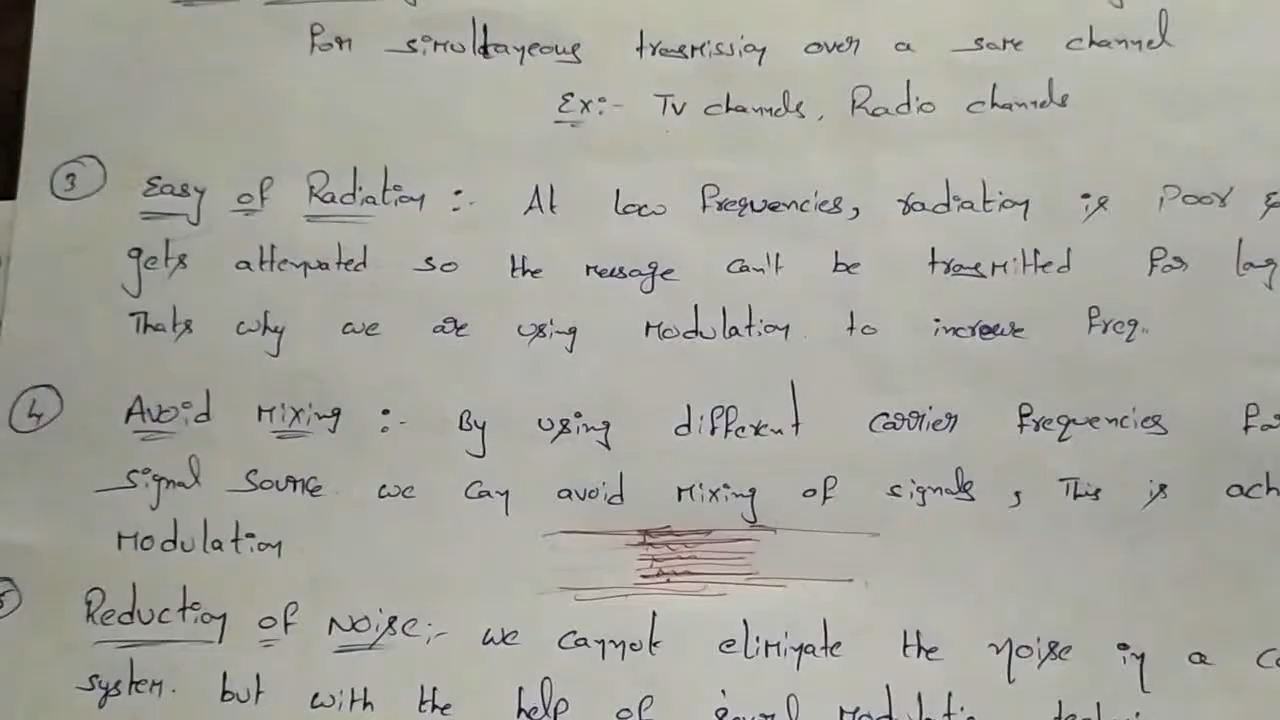 For simultaneous transmission over a same channel
Ex:- TV channels, Radio channels
③ Easy of Radiation :- At low frequencies, radiation is poor &
gets attenuated so the message can't be transmitted for
Thats why we are using Modulation to increase freq.
④ Avoid Mixing :- By using different carrier frequencies for
signal source we can avoid mixing of signals, This is ach
Modulation
Reduction of Noise:- we cannot eliminate the noise in a
system. but with the help of